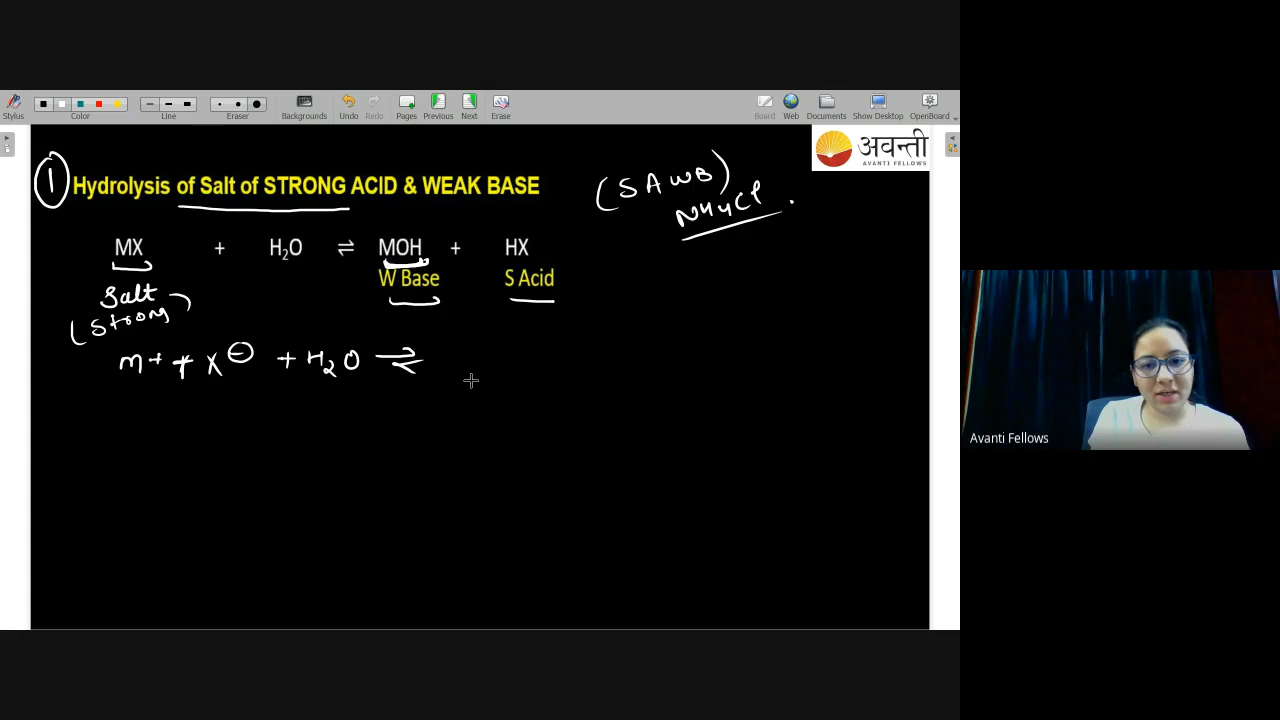 Stylus Color Line Eraser Backgrounds Undo Redo Pages Previous Next Erase Board Web Documents Show Desktop OpenBoard
अवन्ती
AVANTI FELLOWS
1 Hydrolysis of Salt of STRONG ACID & WEAK BASE
(SAWB)
NH4Cl.
MX + H₂O ⇌ MOH + HX
W Base S Acid
Salt
(Strong)
M+ + X⊖ + H₂O ⇌
Avanti Fellows